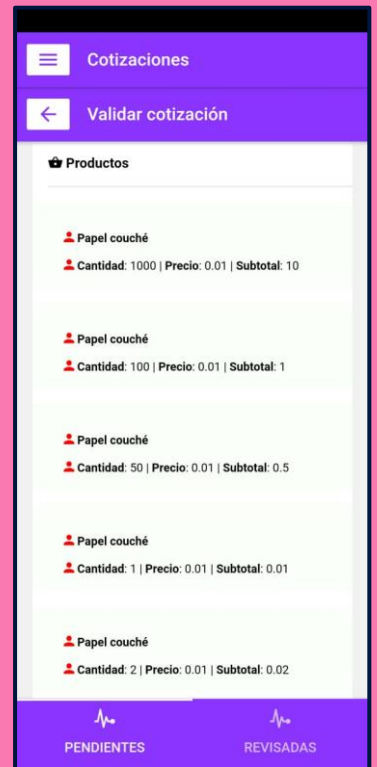 Cotizaciones
Validar cotización
Productos
Papel couché
Cantidad: 1000 | Precio: 0.01 | Subtotal: 10
Papel couché
Cantidad: 100 | Precio: 0.01 | Subtotal: 1
Papel couché
Cantidad: 50 | Precio: 0.01 | Subtotal: 0.5
Papel couché
Cantidad: 1 | Precio: 0.01 | Subtotal: 0.01
Papel couché
Cantidad: 2 | Precio: 0.01 | Subtotal: 0.02
PENDIENTES
REVISADAS